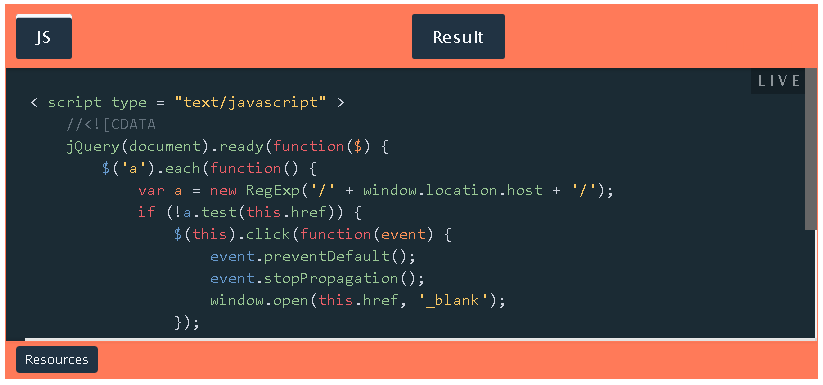 JS
Result
LIVE
< script type = "text/javascript" >
    //<![CDATA
    jQuery(document).ready(function($) {
        $('a').each(function() {
            var a = new RegExp('/' + window.location.host + '/');
            if (!a.test(this.href)) {
                $(this).click(function(event) {
                    event.preventDefault();
                    event.stopPropagation();
                    window.open(this.href, '_blank');
                });
Resources